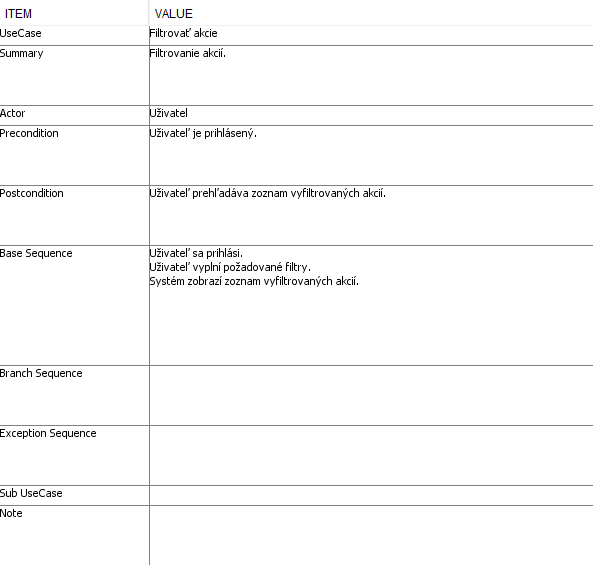 ITEM VALUE
UseCase Filtrovať akcie
Summary Filtrovanie akcií.
Actor Uživatel
Precondition Uživateľ je prihlásený.
Postcondition Uživateľ prehľadáva zoznam vyfiltrovaných akcií.
Base Sequence Uživateľ sa prihlási.
Uživateľ vyplní požadované filtry.
Systém zobrazí zoznam vyfiltrovaných akcií.
Branch Sequence
Exception Sequence
Sub UseCase
Note